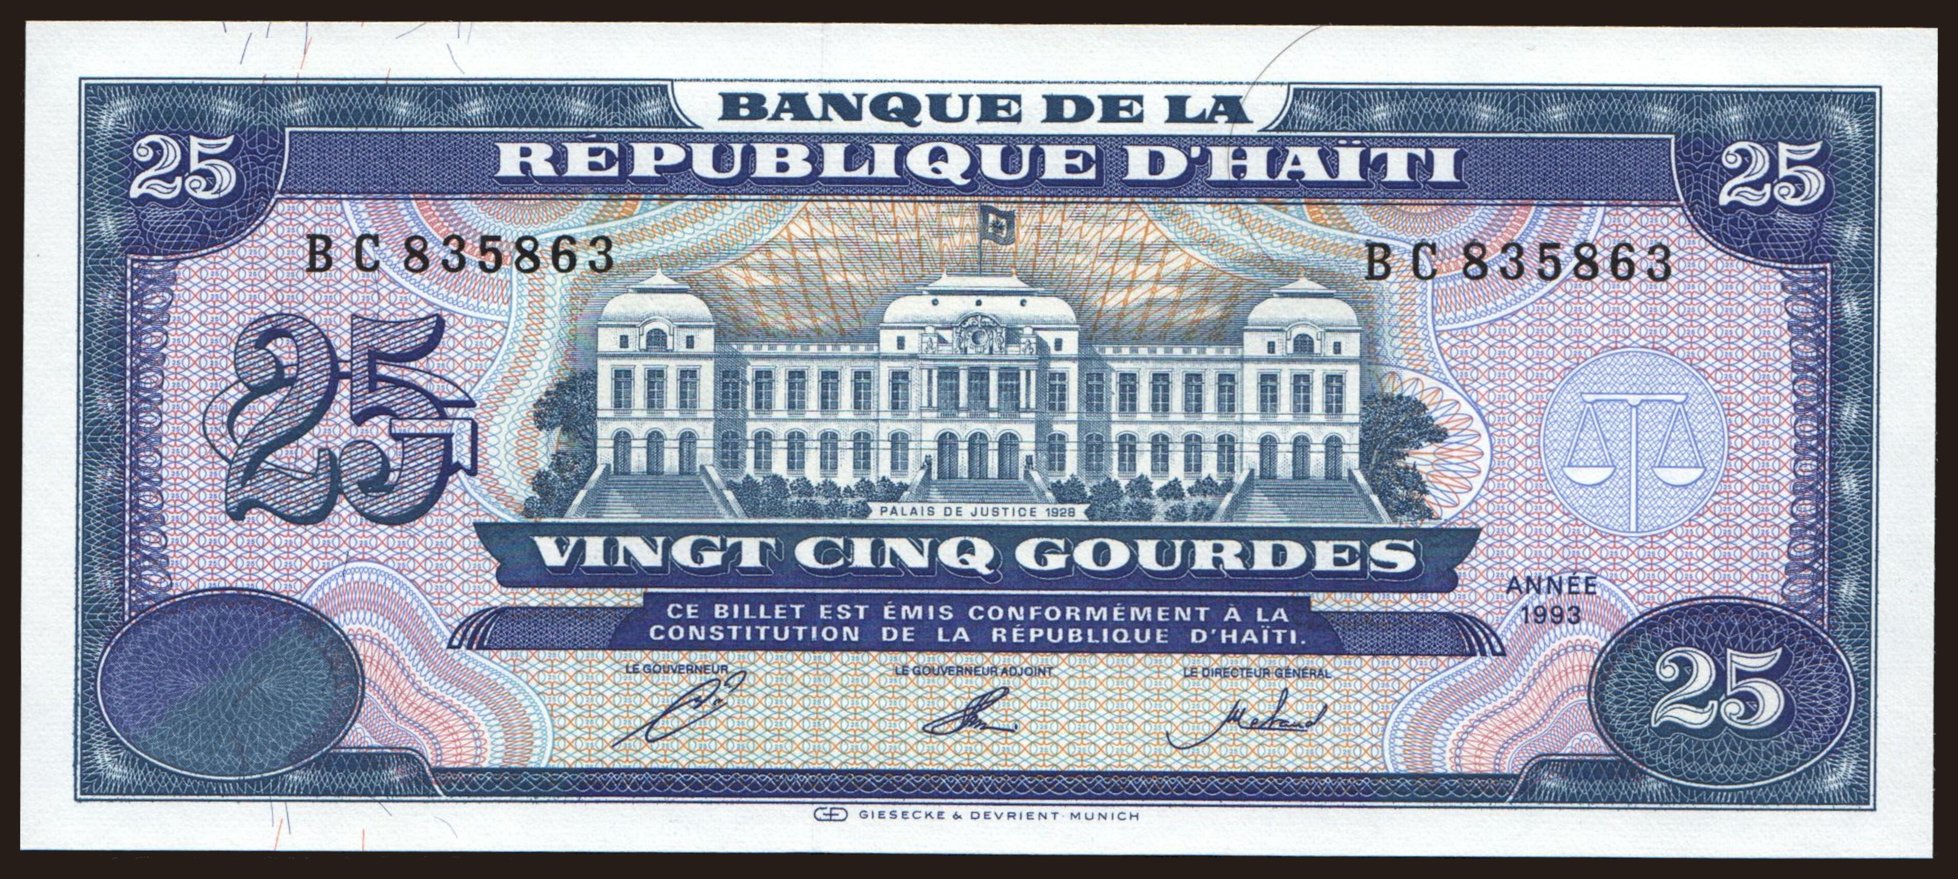 BANQUE DE LA
25 RÉPUBLIQUE D'HAÏTI 25
BC 835863 BC 835863
25
PALAIS DE JUSTICE 1928
VINGT CINQ GOURDES
ANNÉE
1993
CE BILLET EST ÉMIS CONFORMÉMENT À LA
CONSTITUTION DE LA RÉPUBLIQUE D'HAÏTI.
LE GOUVERNEUR LE GOUVERNEUR ADJOINT LE DIRECTEUR GÉNÉRAL
25
GIESECKE & DEVRIENT·MUNICH